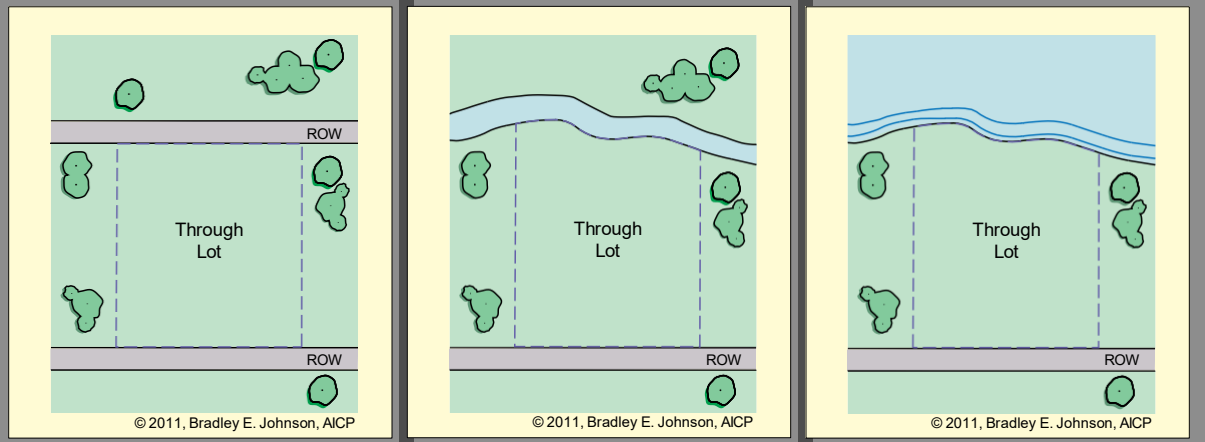 ROW
Through
Lot
ROW
© 2011, Bradley E. Johnson, AICP
Through
Lot
ROW
© 2011, Bradley E. Johnson, AICP
Through
Lot
ROW
© 2011, Bradley E. Johnson, AICP